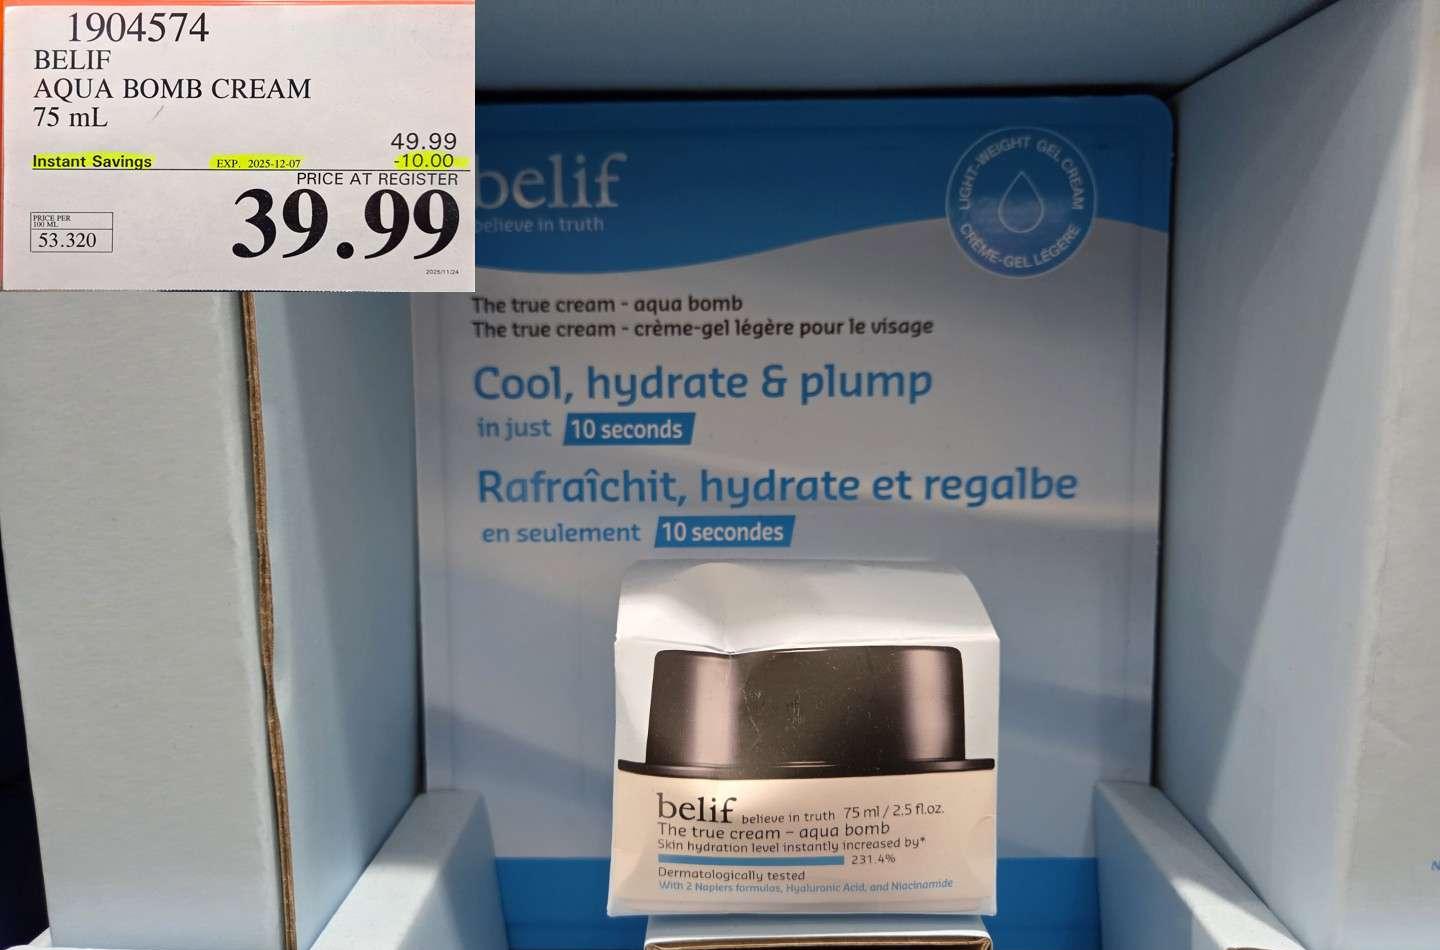 1904574
BELIF
AQUA BOMB CREAM
75 mL
49.99
Instant Savings EXP. 2025-12-07 -10.00
PRICE AT REGISTER
39.99
PRICE PER
100 ML
53.320
2025/11/24
belif
believe in truth
LIGHT-WEIGHT GEL CREAM
CRÈME-GEL LÉGÈRE
The true cream - aqua bomb
The true cream - crème-gel légère pour le visage
Cool, hydrate & plump
in just 10 seconds
Rafraîchit, hydrate et regalbe
en seulement 10 secondes
belif believe in truth 75 ml / 2.5 fl.oz.
The true cream – aqua bomb
Skin hydration level instantly increased by*
231.4%
Dermatologically tested
With 2 Napiers formulas, Hyaluronic Acid, and Niacinamide